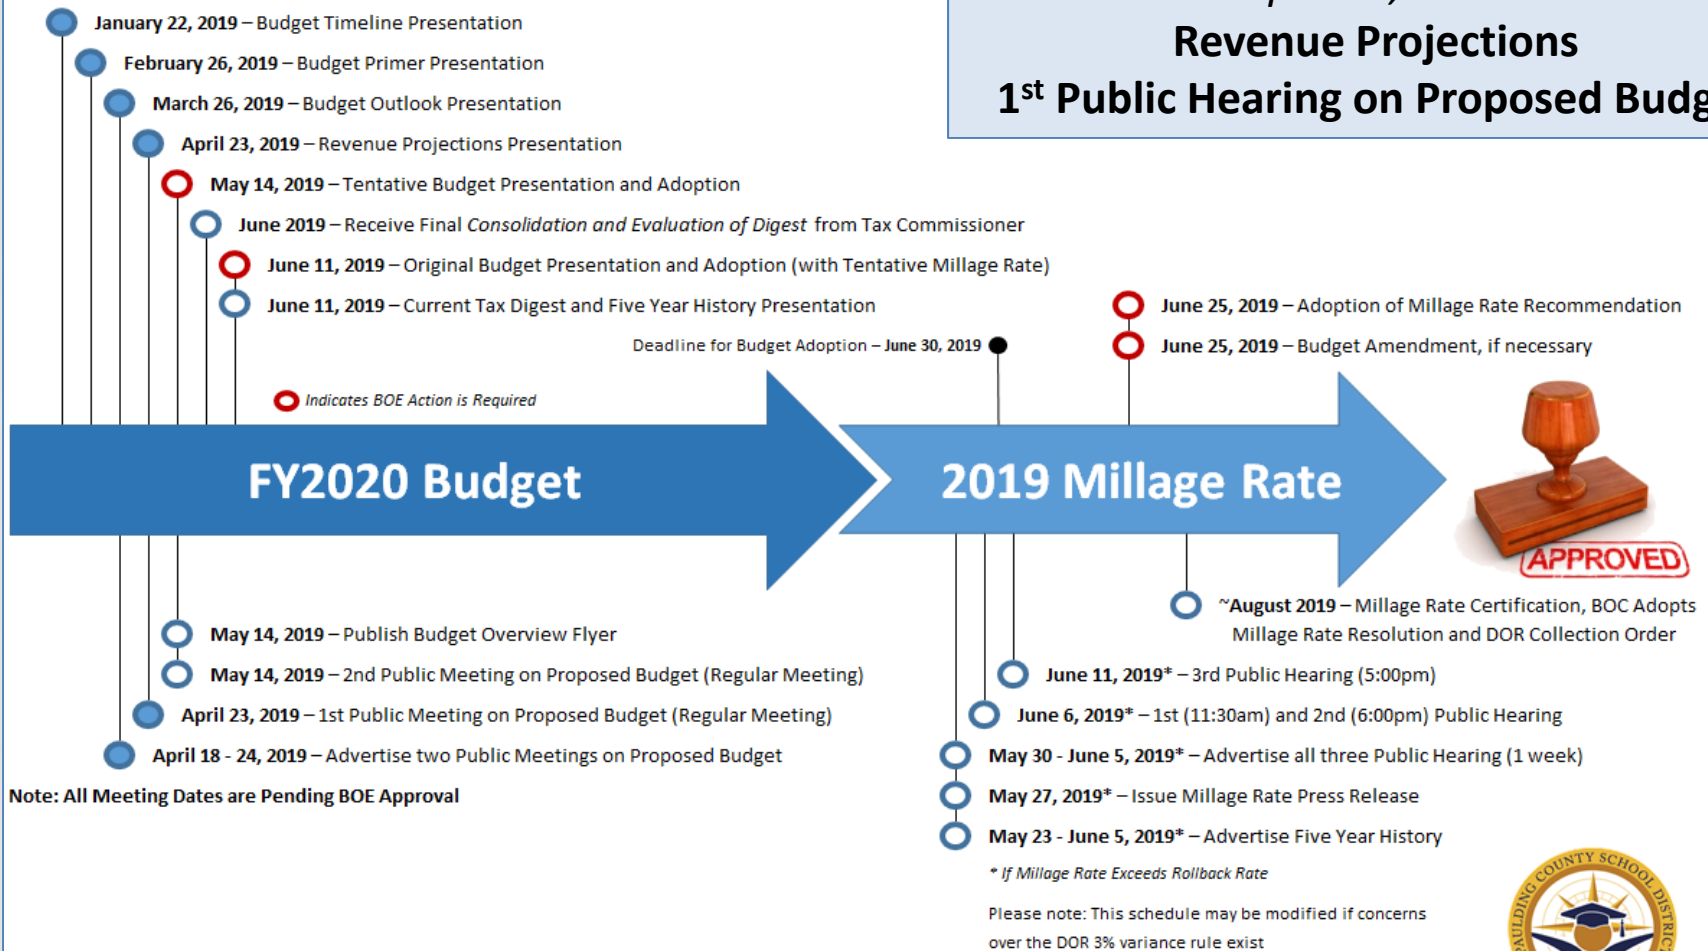 Revenue Projections
1st Public Hearing on Proposed
January 22, 2019 – Budget Timeline Presentation
February 26, 2019 – Budget Primer Presentation
March 26, 2019 – Budget Outlook Presentation
April 23, 2019 – Revenue Projections Presentation
May 14, 2019 – Tentative Budget Presentation and Adoption
June 2019 – Receive Final Consolidation and Evaluation of Digest from Tax Commissioner
June 11, 2019 – Original Budget Presentation and Adoption (with Tentative Millage Rate)
June 11, 2019 – Current Tax Digest and Five Year History Presentation
June 25, 2019 – Adoption of Millage Rate Recommendation
Deadline for Budget Adoption – June 30, 2019
June 25, 2019 – Budget Amendment, if necessary
Indicates BOE Action is Required
FY2020 Budget
2019 Millage Rate
APPROVED
May 14, 2019 – Publish Budget Overview Flyer
May 14, 2019 – 2nd Public Meeting on Proposed Budget (Regular Meeting)
April 23, 2019 – 1st Public Meeting on Proposed Budget (Regular Meeting)
April 18 - 24, 2019 – Advertise two Public Meetings on Proposed Budget
Note: All Meeting Dates are Pending BOE Approval
~August 2019 – Millage Rate Certification, BOC Adopts
Millage Rate Resolution and DOR Collection Order
June 11, 2019* – 3rd Public Hearing (5:00pm)
June 6, 2019* – 1st (11:30am) and 2nd (6:00pm) Public Hearing
May 30 - June 5, 2019* – Advertise all three Public Hearing (1 week)
May 27, 2019* – Issue Millage Rate Press Release
May 23 - June 5, 2019* – Advertise Five Year History
* If Millage Rate Exceeds Rollback Rate
Please note: This schedule may be modified if concerns
over the DOR 3% variance rule exist
COUNTY SCHOOL